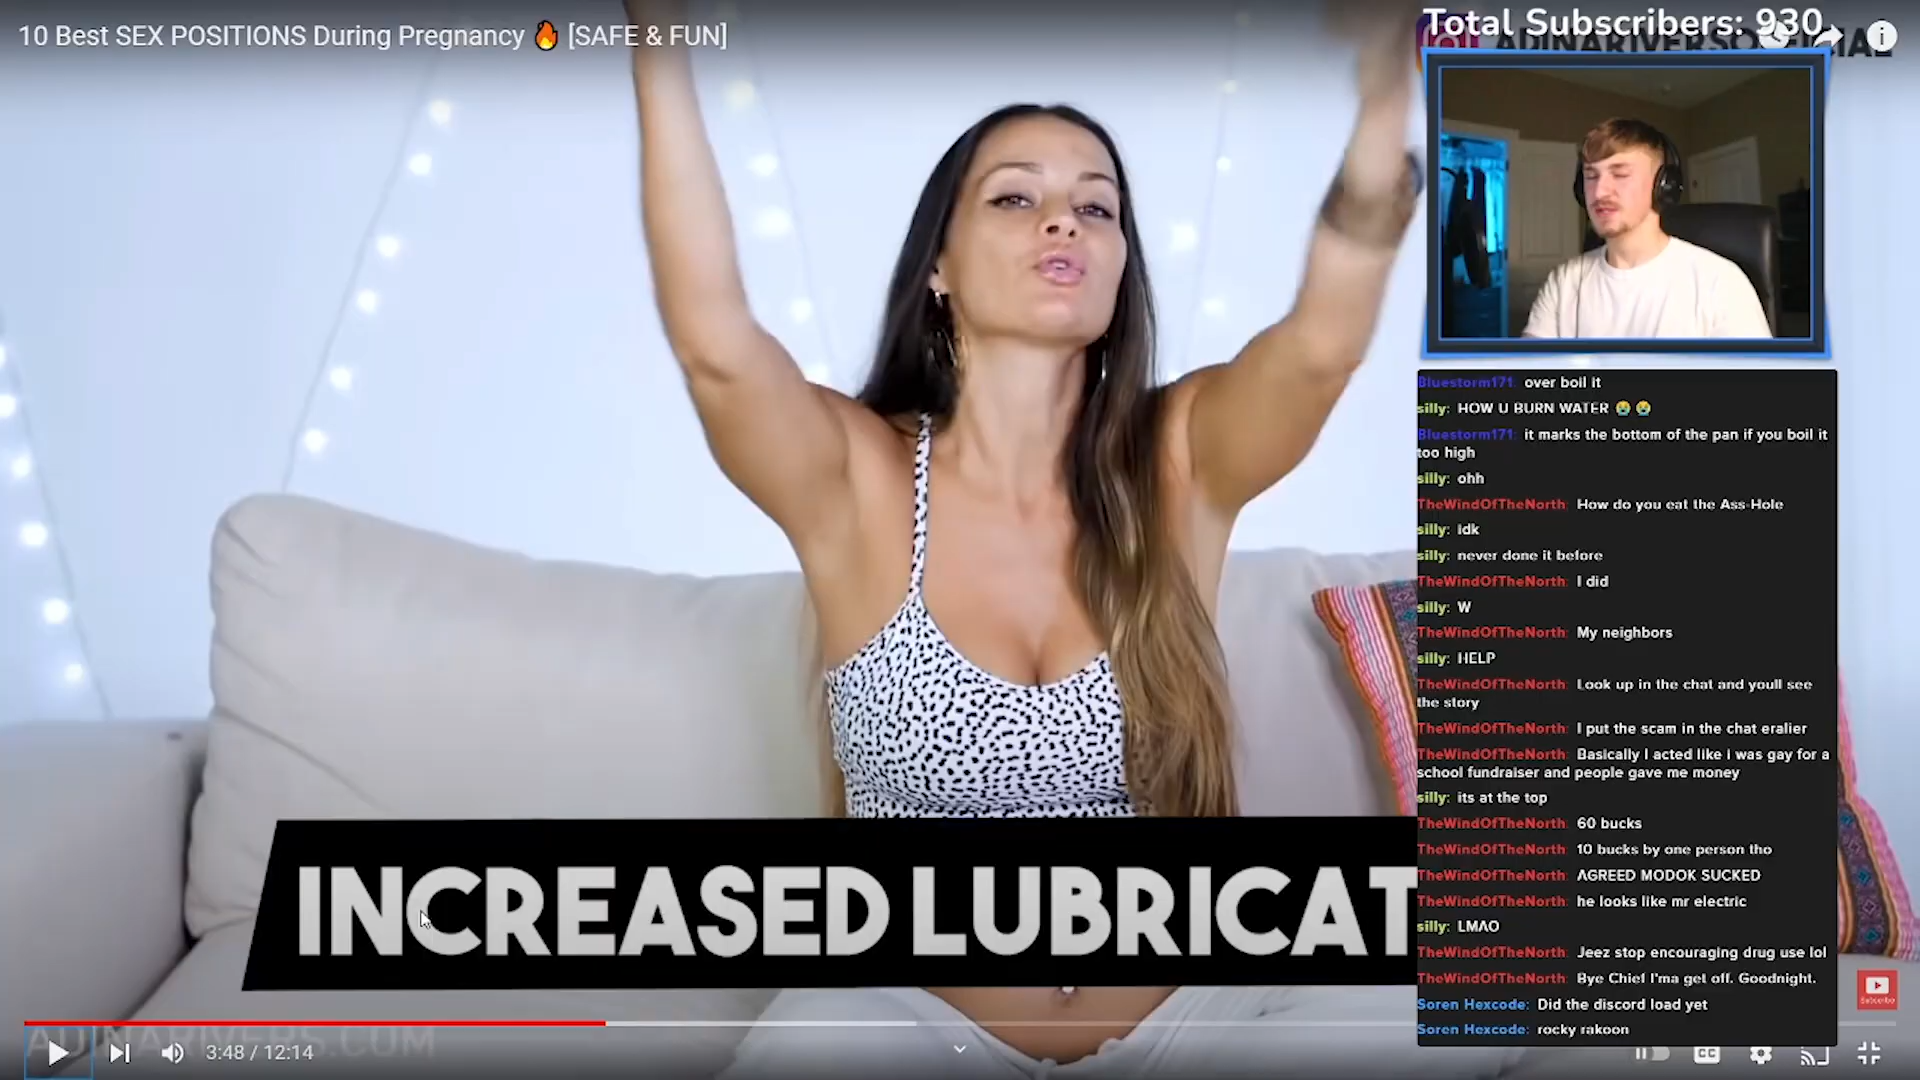 10 Best SEX POSITIONS During Pregnancy 🔥 [SAFE & FUN]
Total Subscribers: 930
ADINARIVERSOFFICIAL
Bluestorm171: over boil it
silly: HOW U BURN WATER 😭 😭
Bluestorm171: it marks the bottom of the pan if you boil it
too high
silly: ohh
TheWindOfTheNorth: How do you eat the Ass-Hole
silly: idk
silly: never done it before
TheWindOfTheNorth: I did
silly: W
TheWindOfTheNorth: My neighbors
silly: HELP
TheWindOfTheNorth: Look up in the chat and youll see
the story
TheWindOfTheNorth: I put the scam in the chat eralier
TheWindOfTheNorth: Basically I acted like i was gay for a
school fundraiser and people gave me money
silly: its at the top
TheWindOfTheNorth: 60 bucks
TheWindOfTheNorth: 10 bucks by one person tho
TheWindOfTheNorth: AGREED MODOK SUCKED
TheWindOfTheNorth: he looks like mr electric
silly: LMAO
TheWindOfTheNorth: Jeez stop encouraging drug use lol
TheWindOfTheNorth: Bye Chief I'ma get off. Goodnight.
Soren Hexcode: Did the discord load yet
Soren Hexcode: rocky rakoon
INCREASED LUBRICAT
Subscribe
ADINARIVERS.COM
3:48 / 12:14
CC